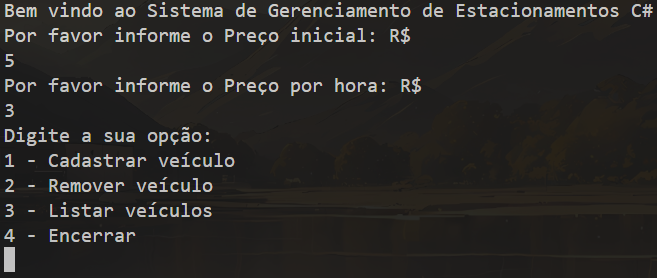 Bem vindo ao Sistema de Gerenciamento de Estacionamentos C#
Por favor informe o Preço inicial: R$
5
Por favor informe o Preço por hora: R$
3
Digite a sua opção:
1 - Cadastrar veículo
2 - Remover veículo
3 - Listar veículos
4 - Encerrar